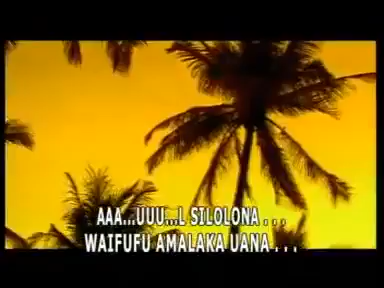 AAA...UUU...L SILOLONA . . .
WAIFUFU AMALAKA UANA . . .